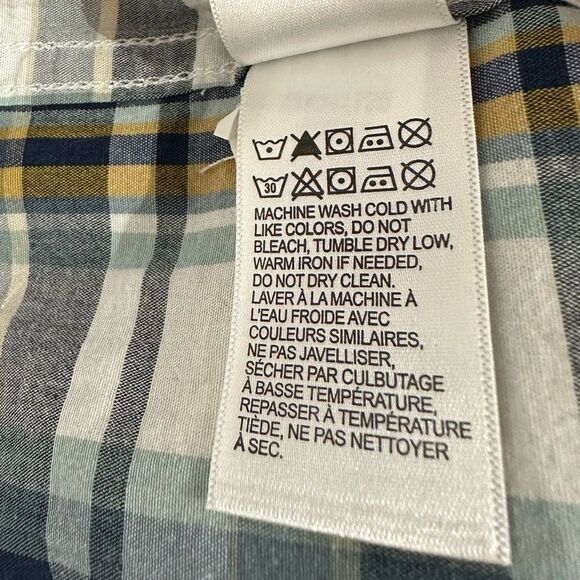 30
MACHINE WASH COLD WITH
LIKE COLORS, DO NOT
BLEACH, TUMBLE DRY LOW,
WARM IRON IF NEEDED,
DO NOT DRY CLEAN.
LAVER À LA MACHINE À
L'EAU FROIDE AVEC
COULEURS SIMILAIRES,
NE PAS JAVELLISER,
SÉCHER PAR CULBUTAGE
À BASSE TEMPÉRATURE,
REPASSER À TEMPÉRATURE
TIÈDE, NE PAS NETTOYER
À SEC.